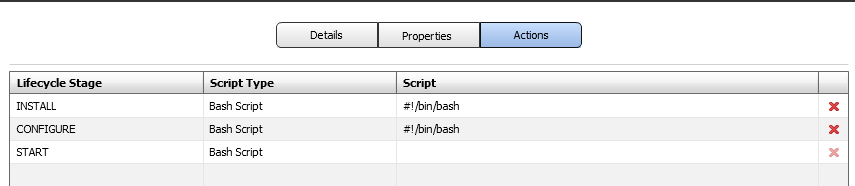 Details Properties Actions
Lifecycle Stage Script Type Script
INSTALL Bash Script #!/bin/bash
CONFIGURE Bash Script #!/bin/bash
START Bash Script